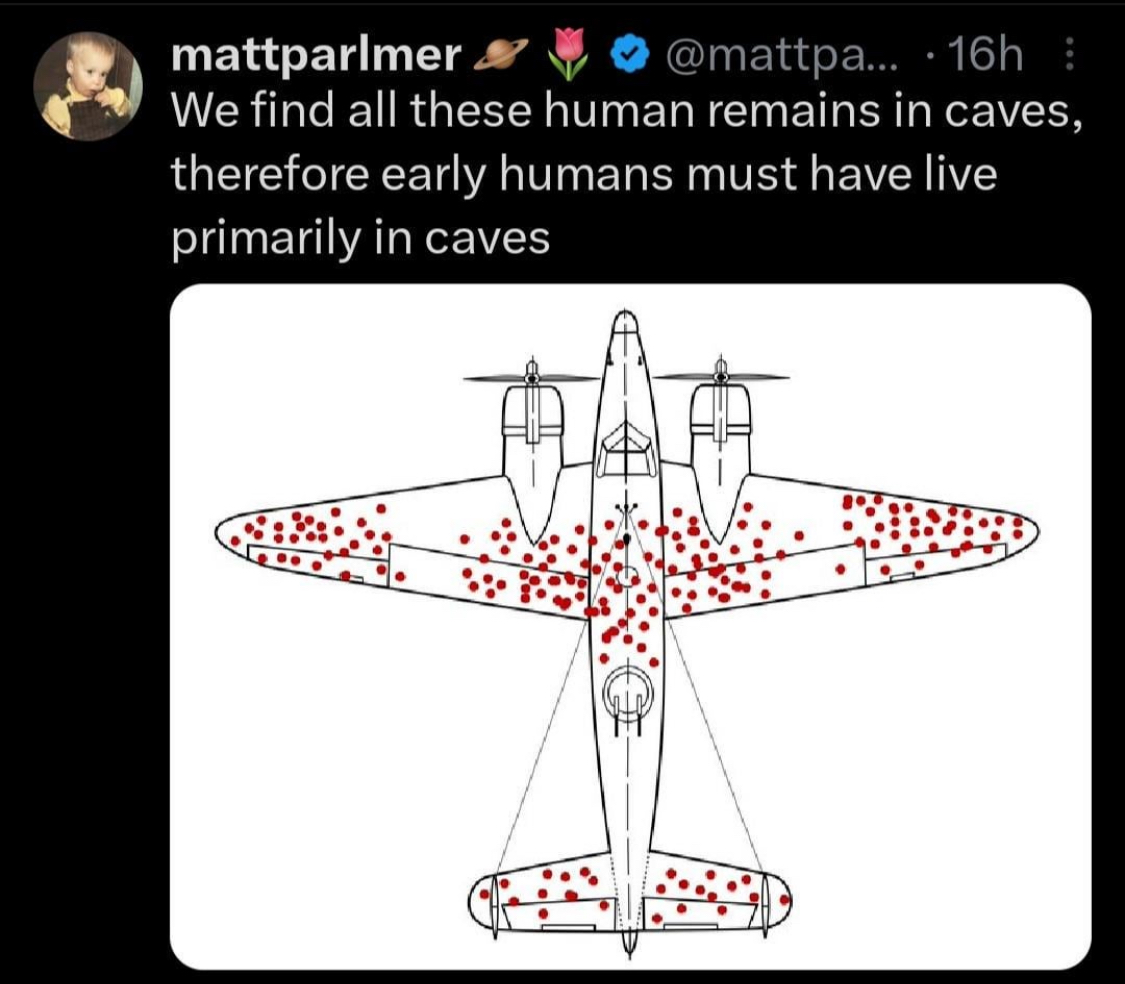 mattparlmer 🪐 🌷 @mattpa... · 16h
We find all these human remains in caves,
therefore early humans must have live
primarily in caves